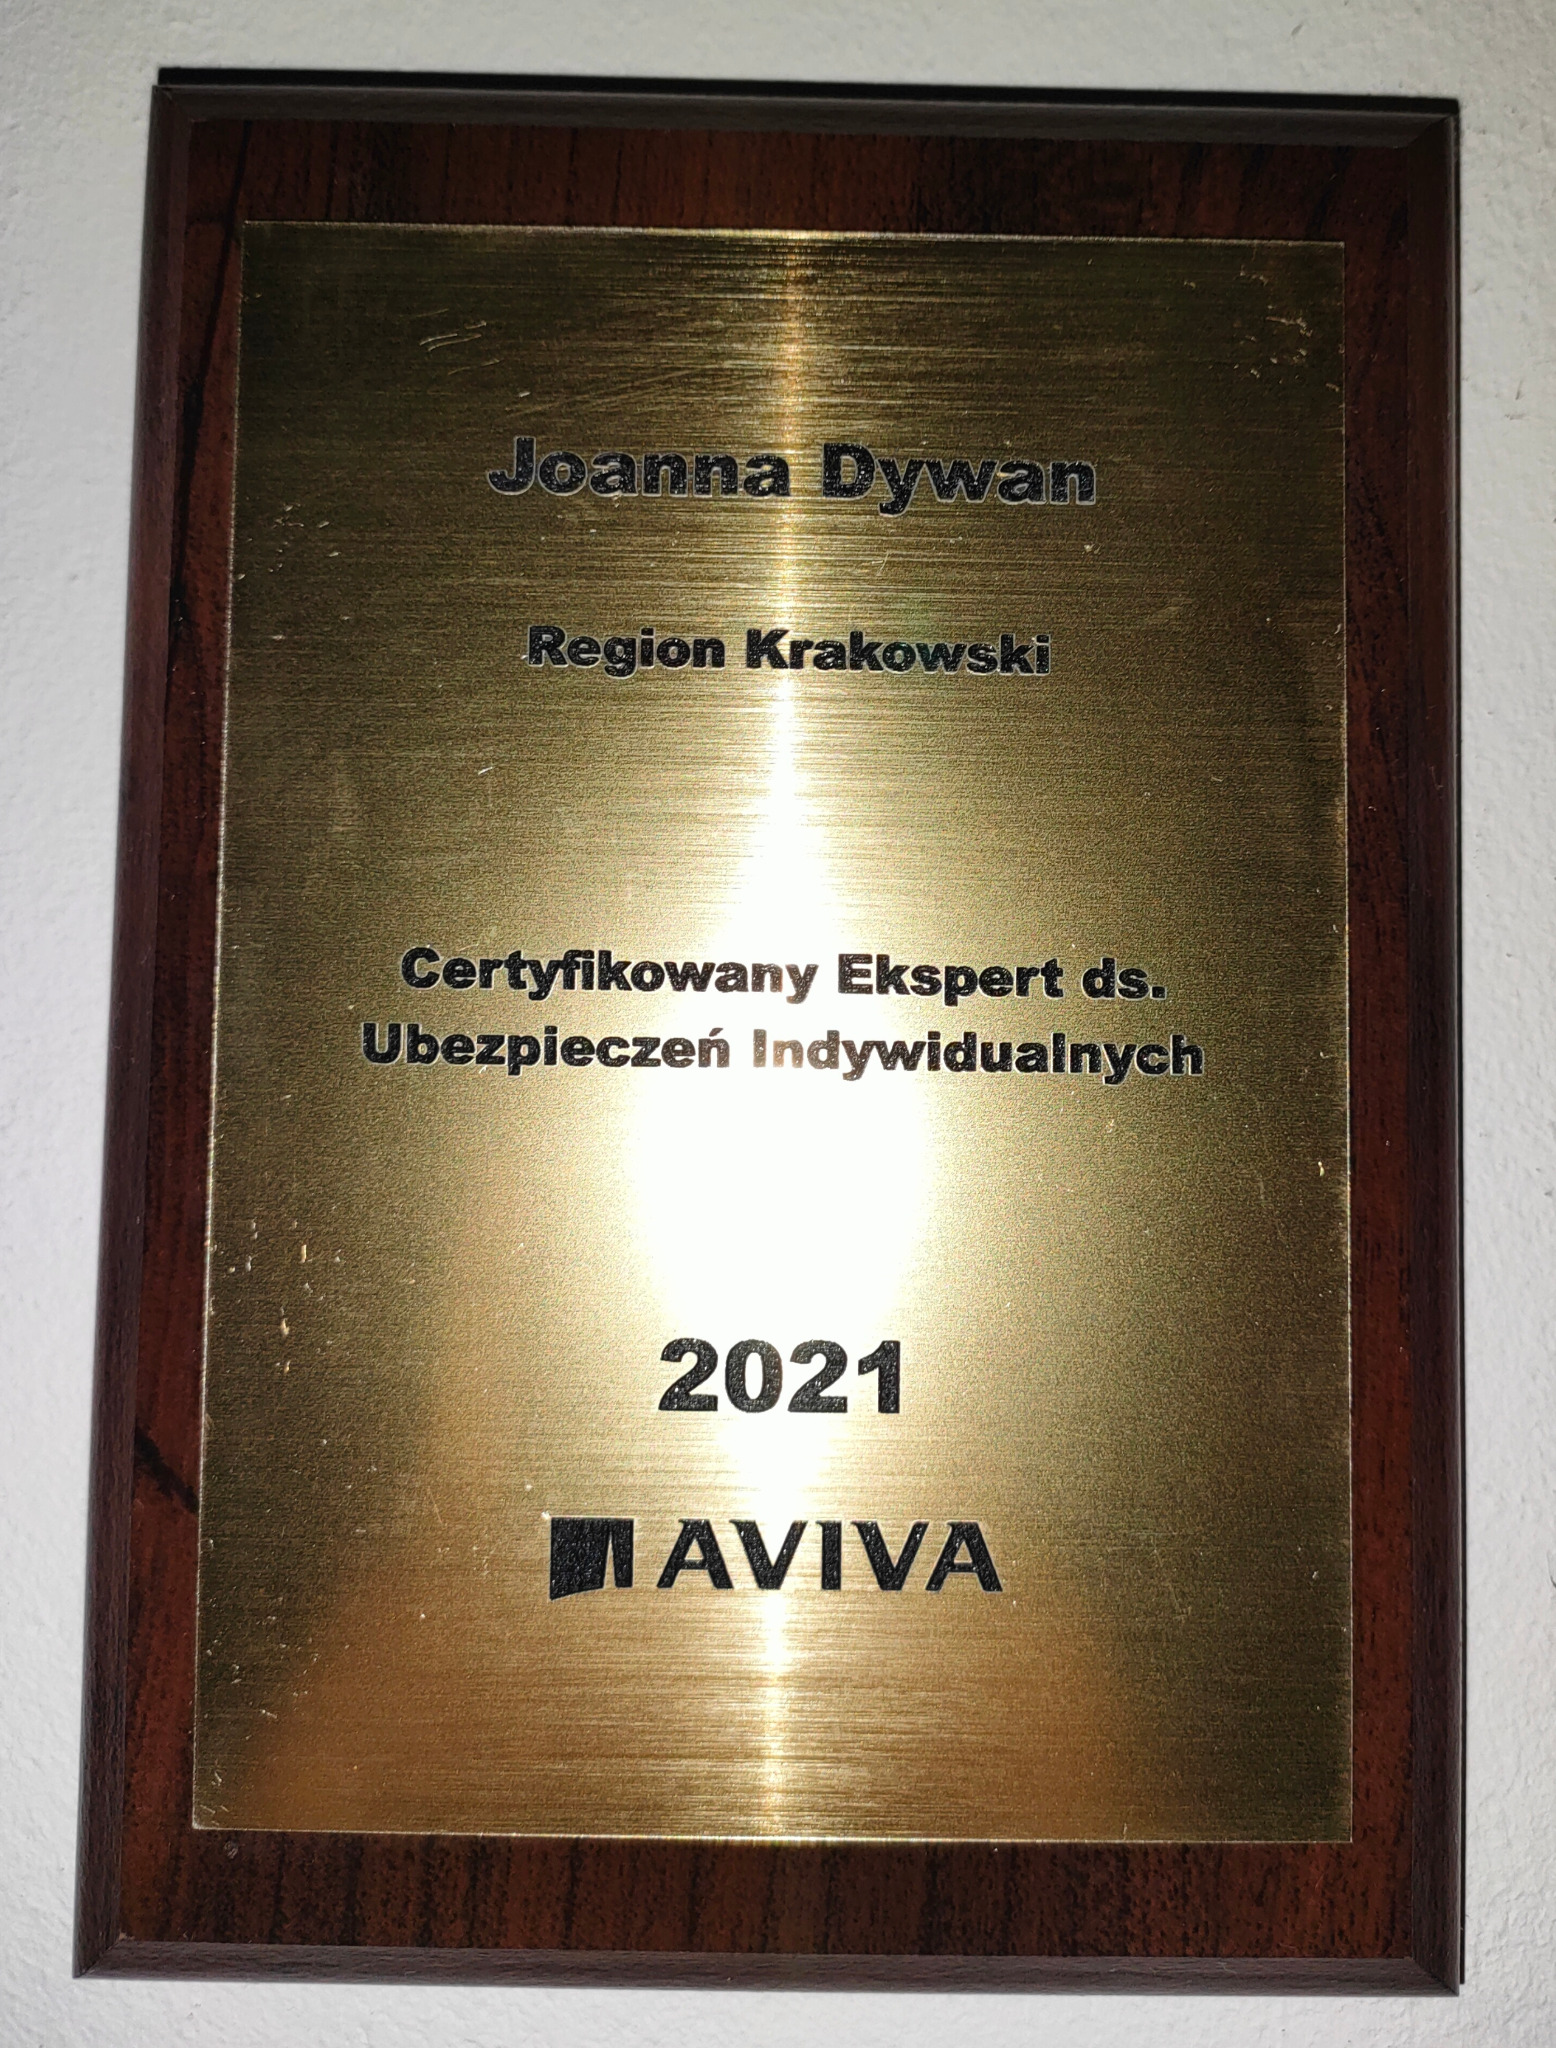 Joanna Dywan
Region Krakowski
Certyfikowany Ekspert ds.
Ubezpieczeń Indywidualnych
2021
AVIVA